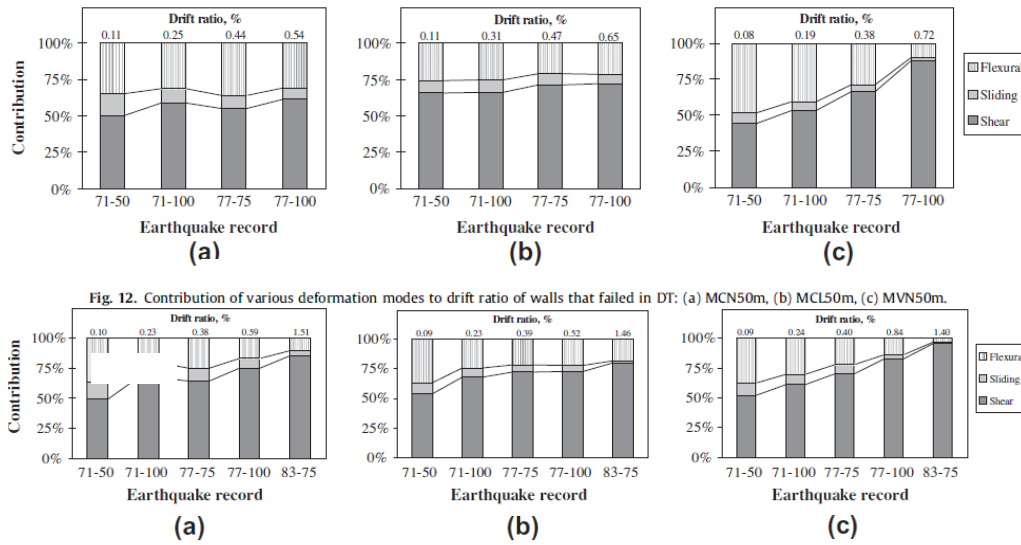 Drift ratio, %
0.11 0.25 0.44 0.54
100%
75%
50%
25%
0%
Contribution
71-50 71-100 77-75 77-100
Earthquake record
(a)
Drift ratio, %
0.11 0.31 0.47 0.65
100%
75%
50%
25%
0%
71-50 71-100 77-75 77-100
Earthquake record
(b)
Drift ratio, %
0.08 0.19 0.38 0.72
100%
75%
50%
25%
0%
71-50 71-100 77-75 77-100
Earthquake record
(c)
Flexural
Sliding
Shear
Fig. 12. Contribution of various deformation modes to drift ratio of walls that failed in DT: (a) MCN50m, (b) MCL50m, (c) MVN50m.
Drift ratio, %
0.10 0.23 0.38 0.59 1.51
100%
75%
50%
25%
0%
Contribution
71-50 71-100 77-75 77-100 83-75
Earthquake record
(a)
Drift ratio, %
0.09 0.23 0.39 0.52 1.46
100%
75%
50%
25%
0%
71-50 71-100 77-75 77-100 83-75
Earthquake record
(b)
Drift ratio, %
0.09 0.24 0.40 0.84 1.40
100%
75%
50%
25%
0%
71-50 71-100 77-75 77-100 83-75
Earthquake record
(c)
Flexural
Sliding
Shear